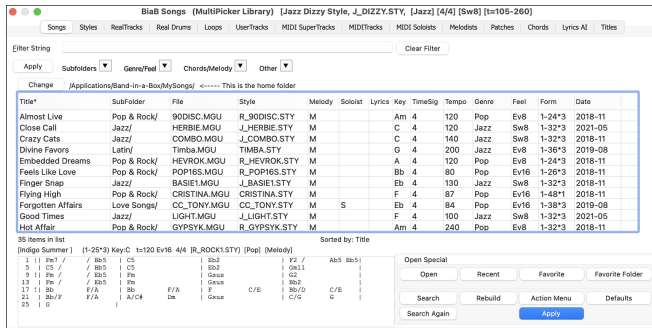 BiaB Songs (MultiPicker Library) (Jazz Dizzy Style, J_DIZZY.STY, [Jazz] [4/4] [Sw8] [t=105-260]
Songs Styles RealTracks Real Drums Loops UserTracks MIDI SuperTracks MIDITracks MIDI Soloists Melodists Patches Chords Lyrics AI Titles
Filter String Clear Filter
Apply Subfolders ▼ Genre/Feel ▼ Chords/Melody ▼ Other ▼
Change /Applications/Band-in-a-Box/MySongs/ <----- This is the home folder
Title* SubFolder File Style Melody Soloist Lyrics Key TimeSig Tempo Genre Feel Form Date
Almost Live Pop & Rock/ 90DISC.MGU R_90DISC.STY M Am 4 120 Pop Ev8 1-24*3 2018-11
Close Call Jazz/ HERBIE.MGU J_HERBIE.STY M C 4 120 Jazz Sw8 1-32*3 2021-05
Crazy Cats Jazz/ COMBO.MGU J_COMBO.STY M C 4 140 Jazz Sw8 1-32*3 2018-11
Divine Favors Latin/ Timba.MGU TIMBA.STY M G 4 200 Jazz Ev8 1-36*3 2019-08
Embedded Dreams Pop & Rock/ HEVROK.MGU R_HEVROK.STY M A 4 120 Pop Ev8 1-24*3 2018-11
Feels Like Love Pop & Rock/ POP16S.MGU R_POP16S.STY M Bb 4 80 Pop Ev16 1-26*3 2018-11
Finger Snap Jazz/ BASIE1.MGU J_BASIE1.STY M Eb 4 130 Jazz Sw8 1-32*3 2018-11
Flying High Pop & Rock/ CRISTINA.MGU CRISTINA.STY M F 4 87 Pop Ev16 1-48*1 2018-11
Forgotten Affairs Love Songs/ CC_TONY.MGU CC_TONY.STY M S Eb 4 84 Pop Ev16 1-38*3 2019-08
Good Times Jazz/ LIGHT.MGU J_LIGHT.STY M F 4 100 Jazz Sw8 1-32*3 2021-05
Hot Affair Pop & Rock/ GYPSYK.MGU R_GYPSYK.STY M Am 4 240 Pop Ev8 1-32*3 2018-11
35 items in list Sorted by: Title
[Indigo Summer ] (1-25*3) Key:C t=120 Ev16 4/4 [R_ROCK1.STY] [Pop] [Melody]
1 || Fm7 / / Bb5 | C5 | Eb2 | F2 / Ab5 Bb5|
5 | C5 / / Bb5 | C5 | Eb2 | Gm11
9 !| Fm / / Eb5 | Fm | Gsus | G2
13 | Fm / / Eb5 | Fm | Gsus | Bb2
17 !| Bb F/A | Bb F/A | F C/E | Bb/D C/E |
21 | Bb/F F/A | A/C# Dm | Gsus | C/G G |
25 | G |
Open Special
Open Recent Favorite Favorite Folder
Search Rebuild Action Menu Defaults
Search Again Apply